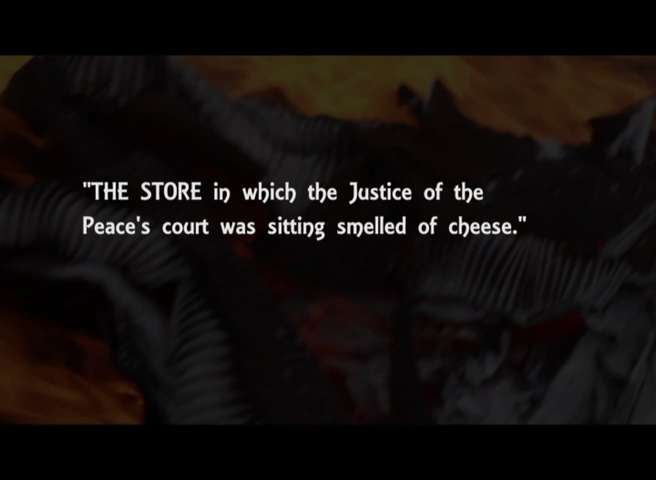 "THE STORE in which the Justice of the
Peace's court was sitting smelled of cheese."